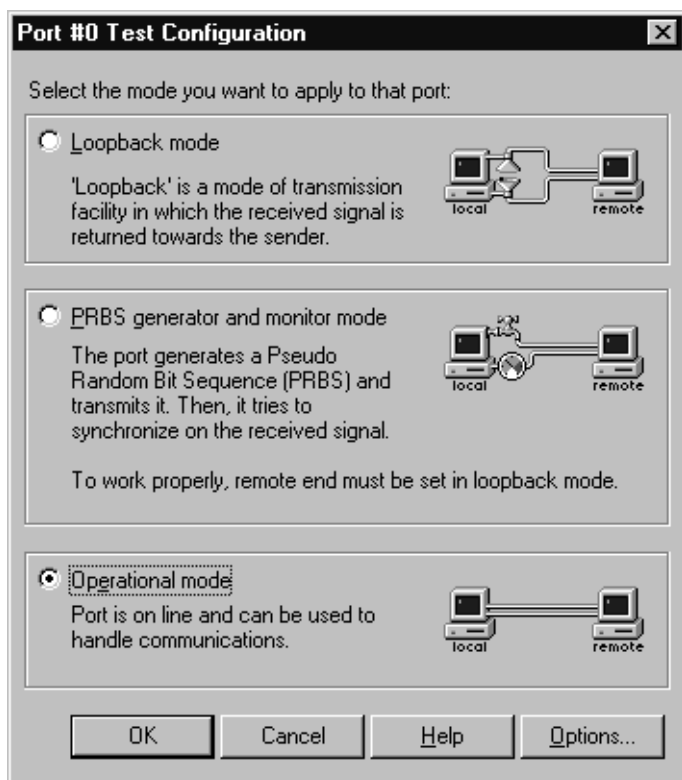 Port #0 Test Configuration
Select the mode you want to apply to that port:
Loopback mode
'Loopback' is a mode of transmission
facility in which the received signal is
returned towards the sender.
local remote
PRBS generator and monitor mode
The port generates a Pseudo
Random Bit Sequence (PRBS) and
transmits it. Then, it tries to
synchronize on the received signal.
local remote
To work properly, remote end must be set in loopback mode.
Operational mode
Port is on line and can be used to
handle communications.
local remote
OK Cancel Help Options...